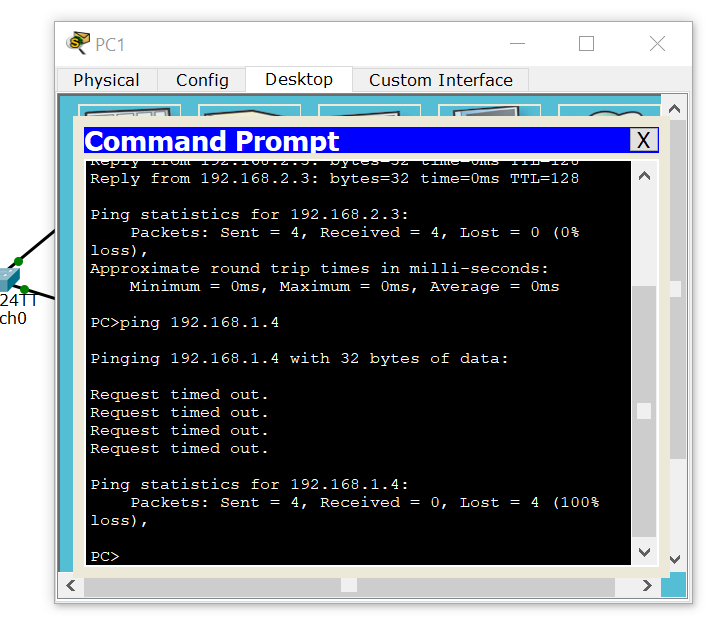 PC1
Physical Config Desktop Custom Interface
Command Prompt X
Reply from 192.168.2.3: bytes=32 time=0ms TTL=128
Reply from 192.168.2.3: bytes=32 time=0ms TTL=128
Ping statistics for 192.168.2.3:
Packets: Sent = 4, Received = 4, Lost = 0 (0%
loss),
Approximate round trip times in milli-seconds:
Minimum = 0ms, Maximum = 0ms, Average = 0ms
PC>ping 192.168.1.4
Pinging 192.168.1.4 with 32 bytes of data:
Request timed out.
Request timed out.
Request timed out.
Request timed out.
Ping statistics for 192.168.1.4:
Packets: Sent = 4, Received = 0, Lost = 4 (100%
loss),
PC>
24TT
ch0